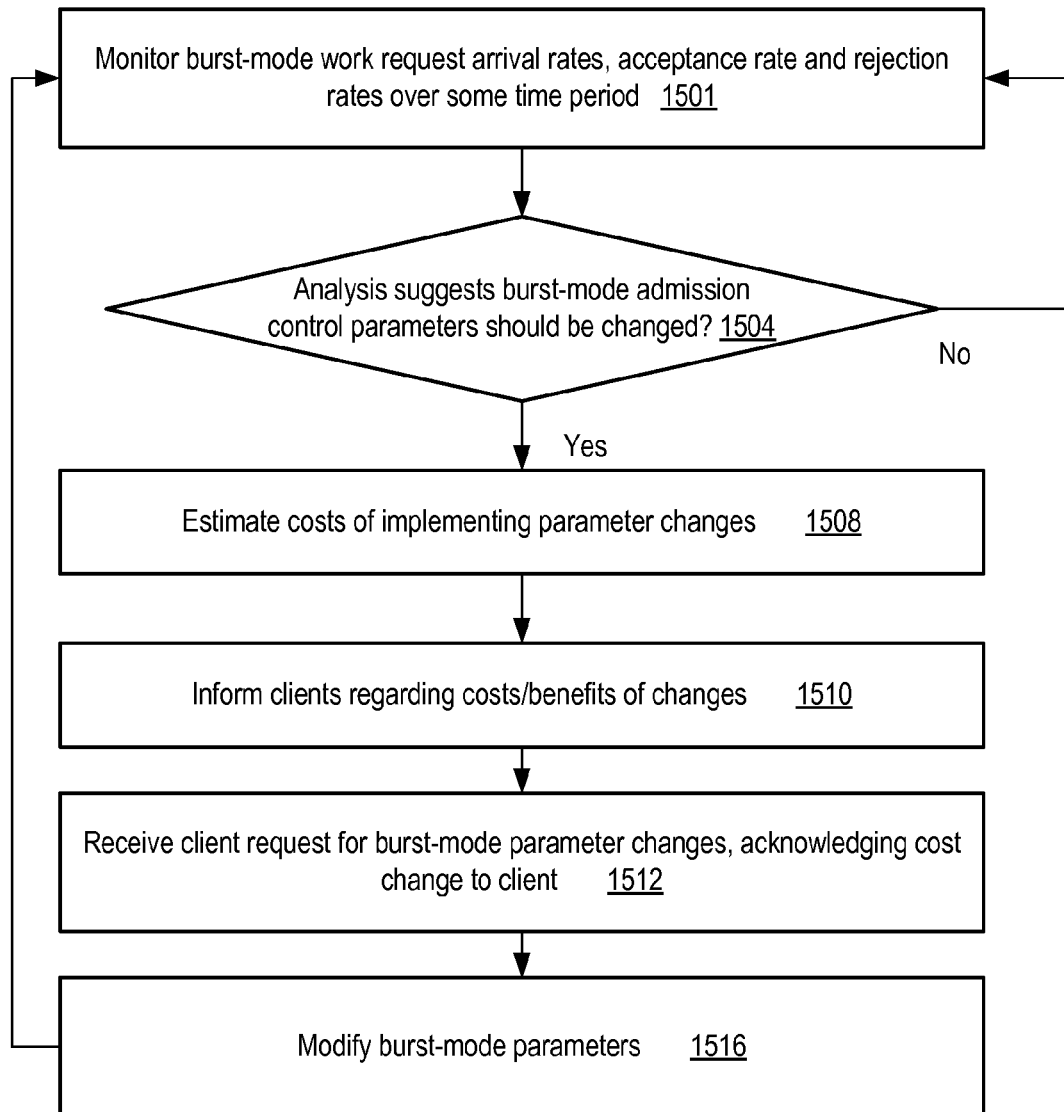 Monitor burst-mode work request arrival rates, acceptance rate and rejection
rates over some time period 1501
Analysis suggests burst-mode admission
control parameters should be changed? 1504
No
Yes
Estimate costs of implementing parameter changes 1508
Inform clients regarding costs/benefits of changes 1510
Receive client request for burst-mode parameter changes, acknowledging cost
change to client 1512
Modify burst-mode parameters 1516